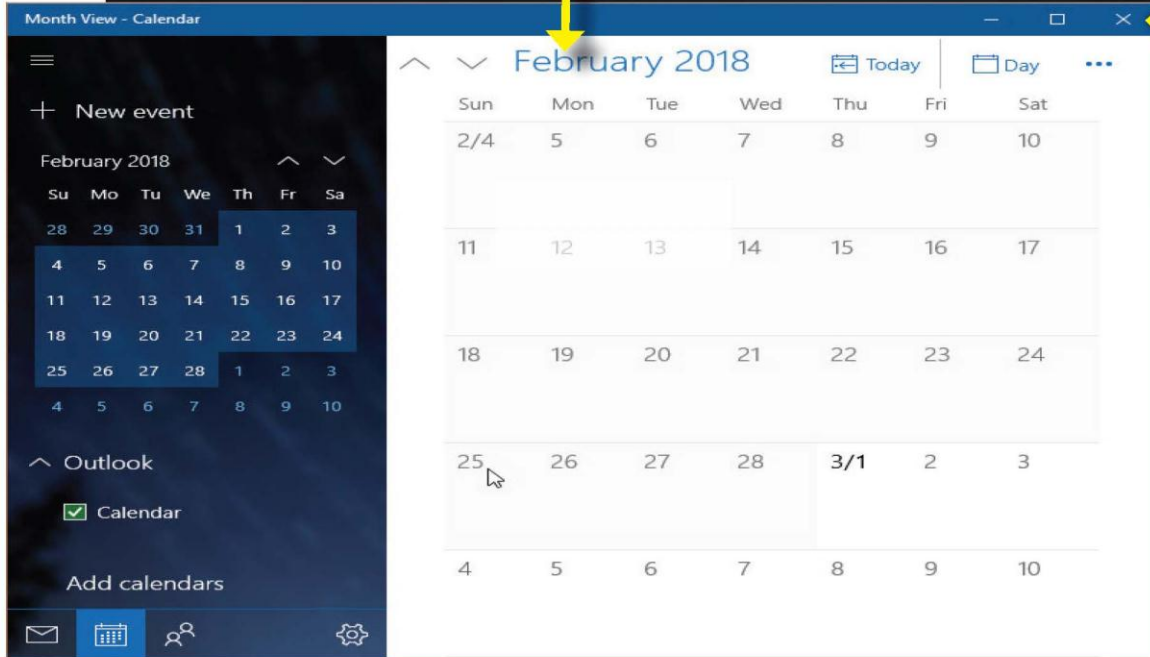 Month View - Calendar
New event
February 2018
Su Mo Tu We Th Fr Sa
28 29 30 31 1 2 3
4 5 6 7 8 9 10
11 12 13 14 15 16 17
18 19 20 21 22 23 24
25 26 27 28 1 2 3
4 5 6 7 8 9 10
Outlook
Calendar
Add calendars
February 2018 Today Day
Sun Mon Tue Wed Thu Fri Sat
2/4 5 6 7 8 9 10
11 12 13 14 15 16 17
18 19 20 21 22 23 24
25 26 27 28 3/1 2 3
4 5 6 7 8 9 10